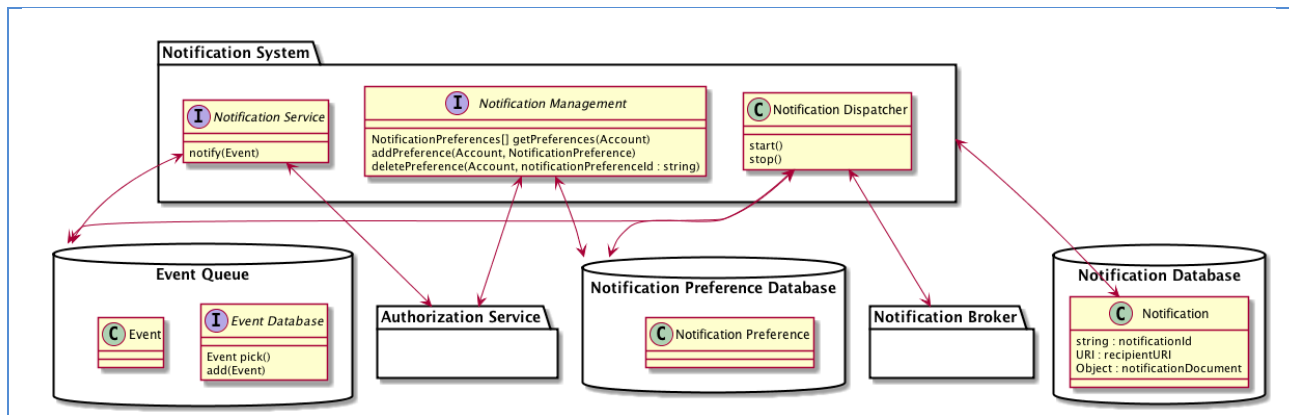 Notification System
I Notification Service
notify(Event)
I Notification Management
NotificationPreferences[] getPreferences(Account)
addPreference(Account, NotificationPreference)
deletePreference(Account, notificationPreferenceId : string)
C Notification Dispatcher
start()
stop()
Event Queue
C Event
I Event Database
Event pick()
add(Event)
Authorization Service
Notification Preference Database
C Notification Preference
Notification Broker
Notification Database
C Notification
string : notificationId
URI : recipientURI
Object : notificationDocument